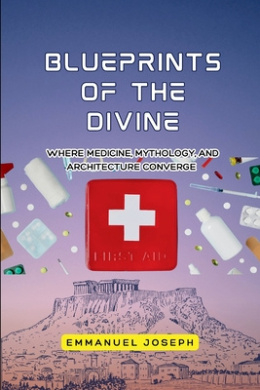 BLUEPRINTS
OF THE
DIVINE
WHERE MEDICINE, MYTHOLOGY, AND
ARCHITECTURE CONVERGE
FIRST AID
EMMANUEL JOSEPH